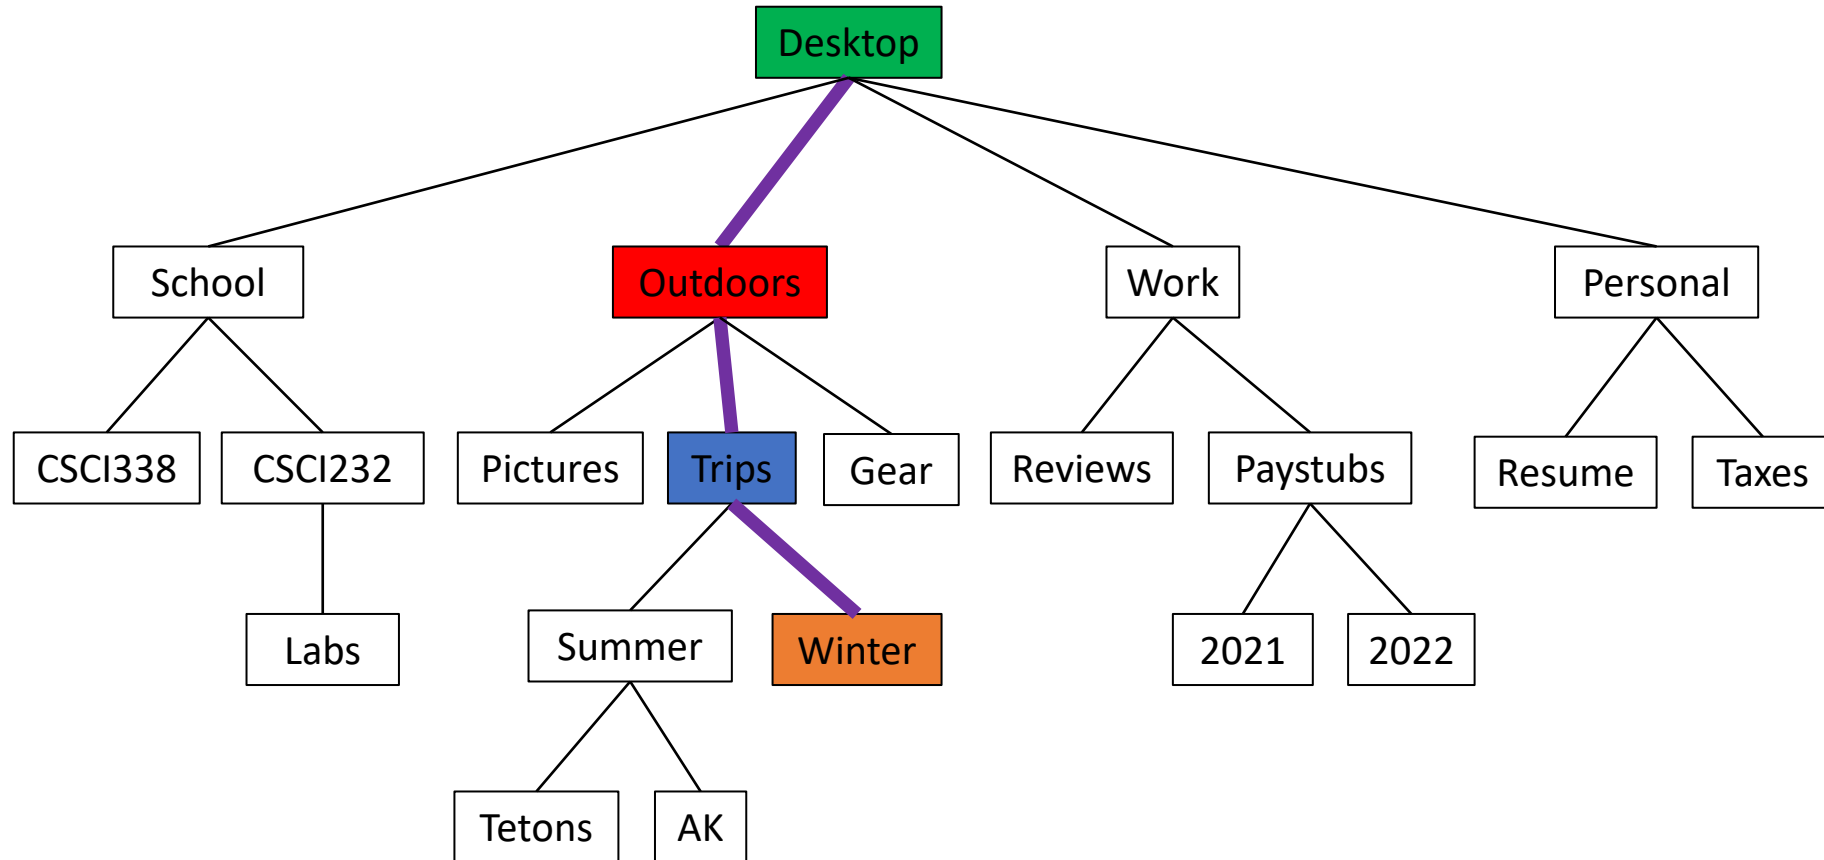 Desktop
School
Outdoors
Work
Personal
CSCI338
CSCI232
Pictures
Trips
Gear
Reviews
Paystubs
Resume
Taxes
Labs
Summer
Winter
2021
2022
Tetons
AK